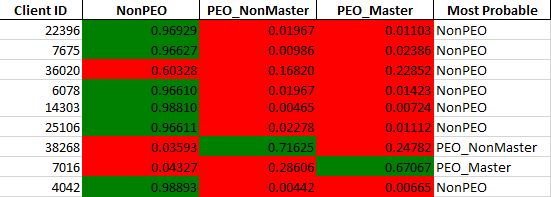 Client ID NonPEO PEO_NonMaster PEO_Master Most Probable
22396 0.96929 0.01967 0.01103 NonPEO
7675 0.96627 0.00986 0.02386 NonPEO
36020 0.60328 0.16820 0.22852 NonPEO
6078 0.96610 0.01967 0.01423 NonPEO
14303 0.98810 0.00465 0.00724 NonPEO
25106 0.96611 0.02278 0.01112 NonPEO
38268 0.03593 0.71625 0.24782 PEO_NonMaster
7016 0.04327 0.28606 0.67067 PEO_Master
4042 0.98893 0.00442 0.00665 NonPEO